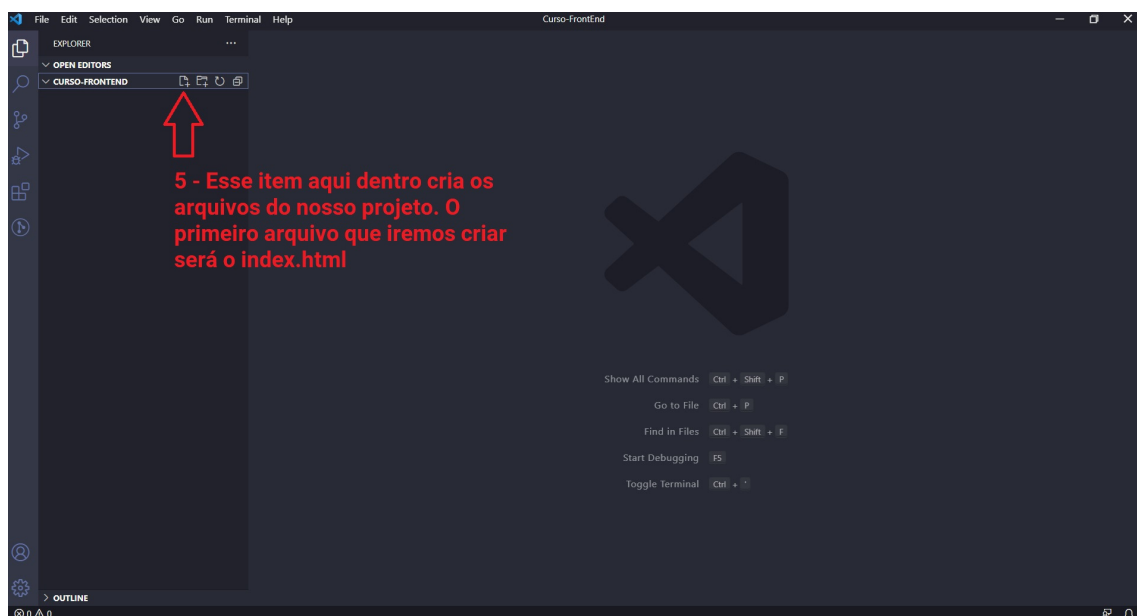 File Edit Selection View Go Run Terminal Help Curso-FrontEnd
EXPLORER
OPEN EDITORS
CURSO-FRONTEND
5 - Esse item aqui dentro cria os
arquivos do nosso projeto. O
primeiro arquivo que iremos criar
será o index.html
Show All Commands Ctrl + Shift + P
Go to File Ctrl + P
Find in Files Ctrl + Shift + F
Start Debugging F5
Toggle Terminal Ctrl + '
OUTLINE
0 0